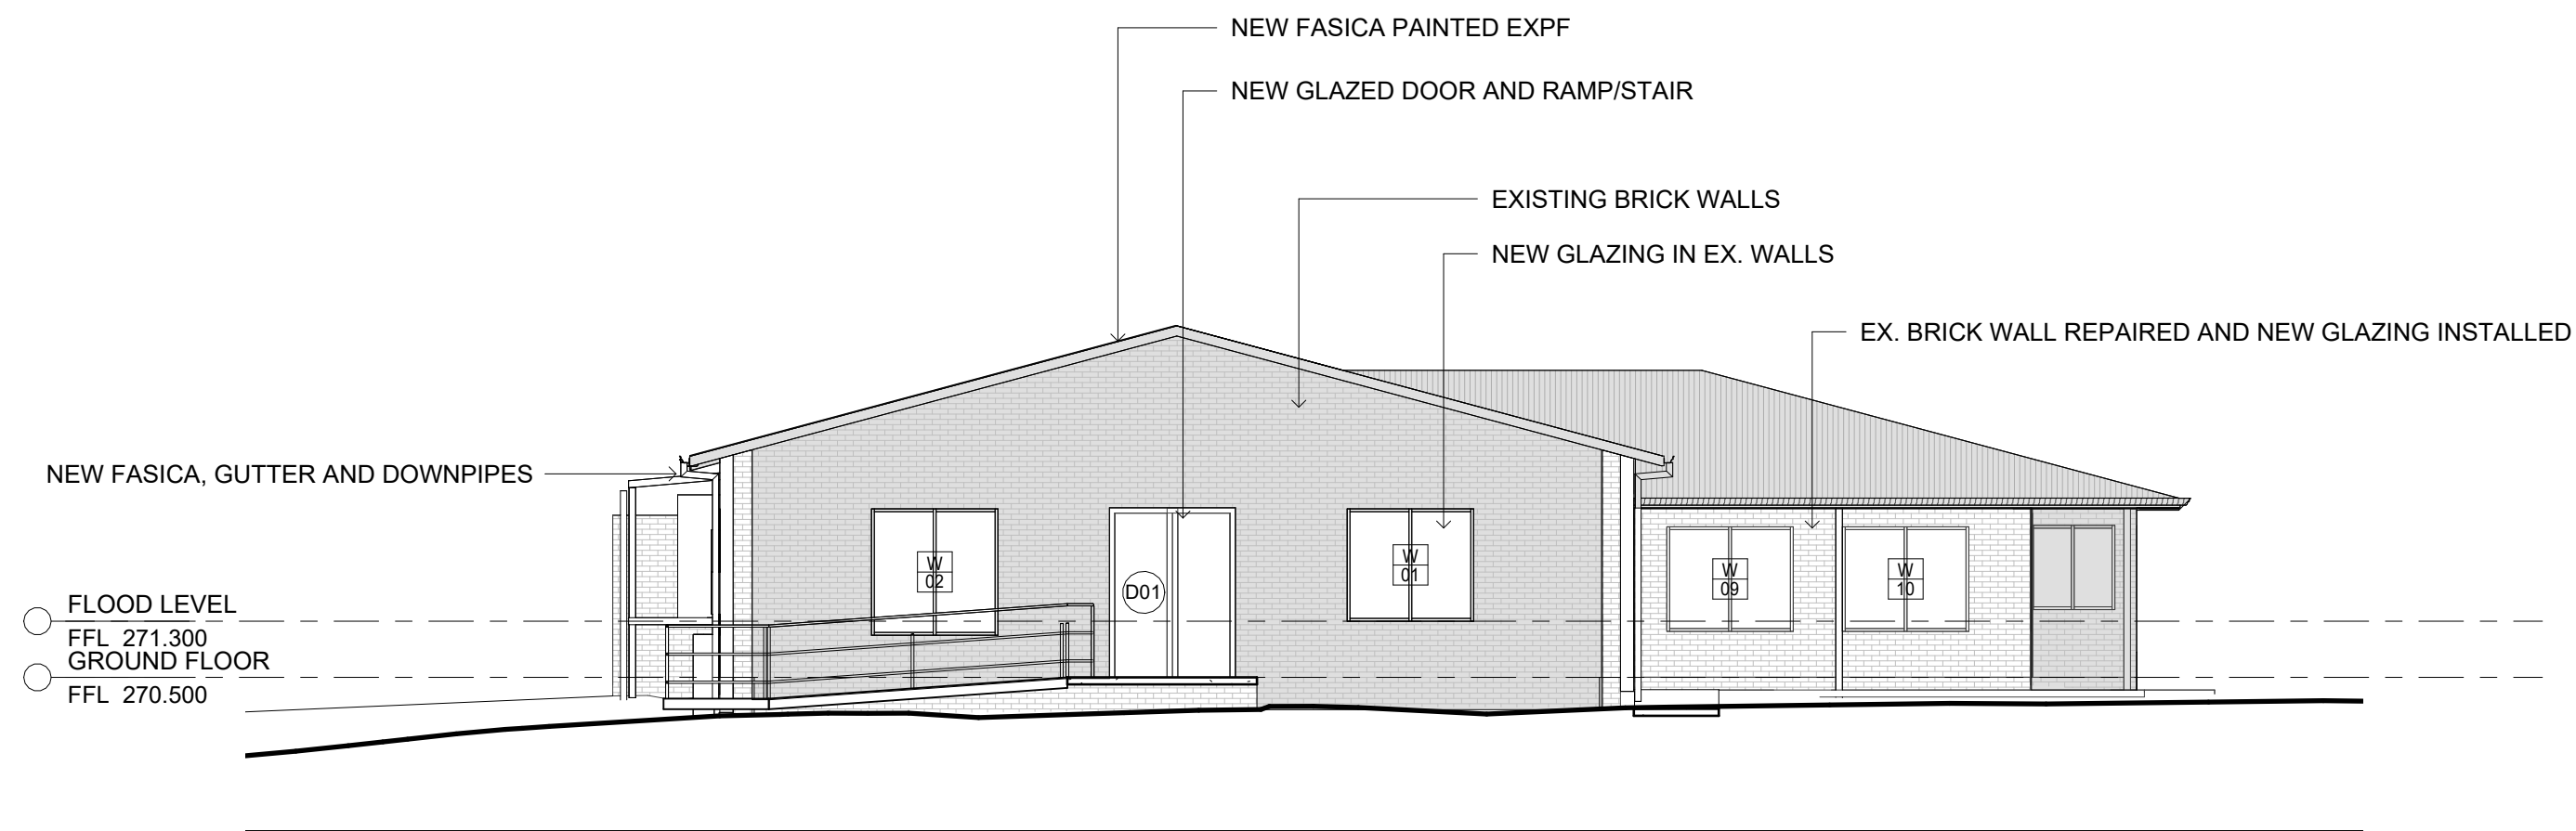 NEW FASICA PAINTED EXPF
NEW GLAZED DOOR AND RAMP/STAIR
EXISTING BRICK WALLS
NEW GLAZING IN EX. WALLS
EX. BRICK WALL REPAIRED AND NEW GLAZING INSTALLED
NEW FASICA, GUTTER AND DOWNPIPES
W
02
D01
W
01
W
09
W
10
FLOOD LEVEL
FFL 271.300
GROUND FLOOR
FFL 270.500